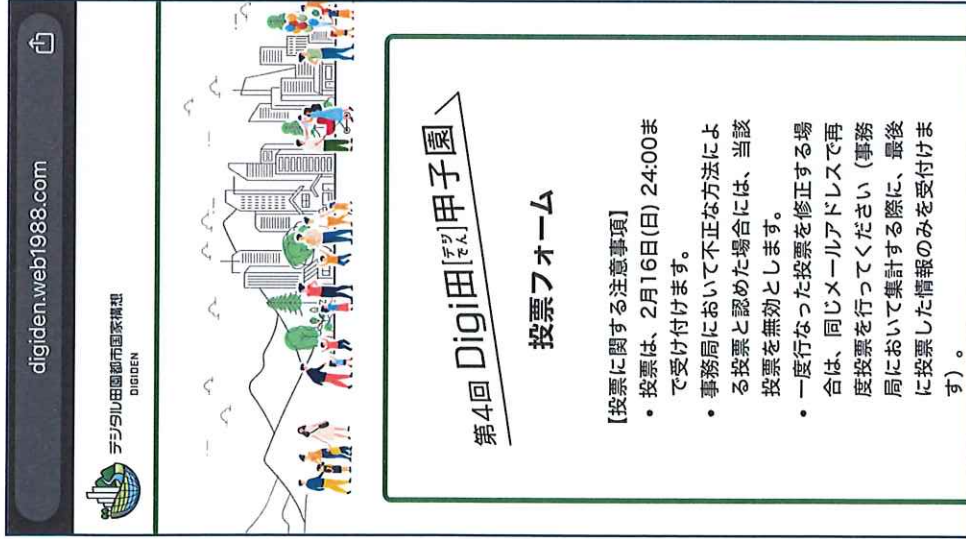 digiden.web1988.com
デジタル田園都市国家構想
DIGIDEN
第4回 Digi田[デジでん]甲子園
投票フォーム
【投票に関する注意事項】
• 投票は、2月16日(日) 24:00ま
で受け付けます。
• 事務局において不正な方法によ
る投票と認めた場合には、当該
投票を無効とします。
• 一度行なった投票を修正する場
合は、同じメールアドレスで再
度投票を行ってください（事務
局において集計する際に、最後
に投票した情報のみを受付けま
す）。